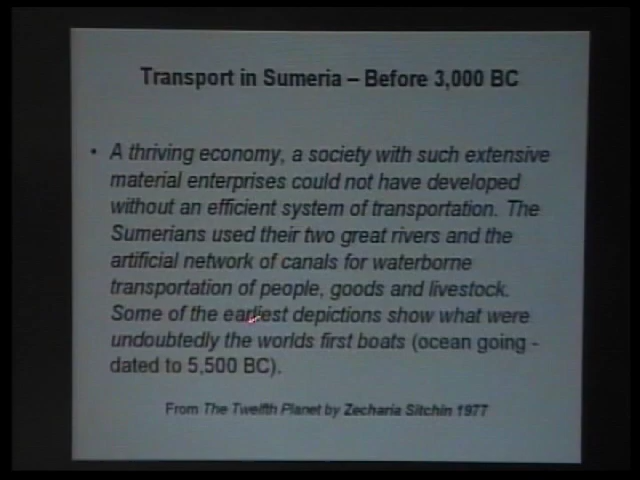 Transport in Sumeria – Before 3,000 BC
• A thriving economy, a society with such extensive
material enterprises could not have developed
without an efficient system of transportation. The
Sumerians used their two great rivers and the
artificial network of canals for waterborne
transportation of people, goods and livestock.
Some of the earliest depictions show what were
undoubtedly the worlds first boats (ocean going -
dated to 5,500 BC).
From The Twelfth Planet by Zecharia Sitchin 1977